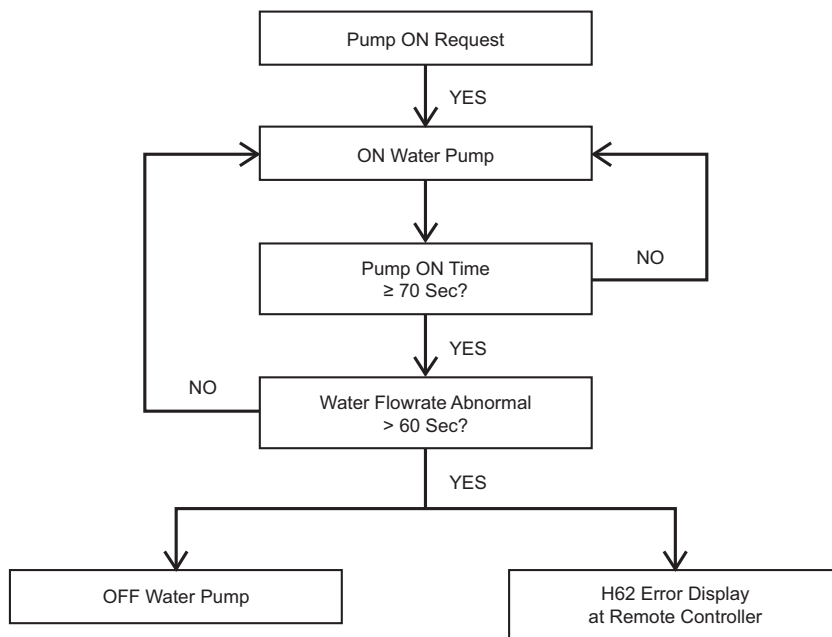 Pump ON Request
YES
ON Water Pump
Pump ON Time
≥ 70 Sec?
NO
YES
NO
Water Flowrate Abnormal
> 60 Sec?
YES
OFF Water Pump
H62 Error Display
at Remote Controller